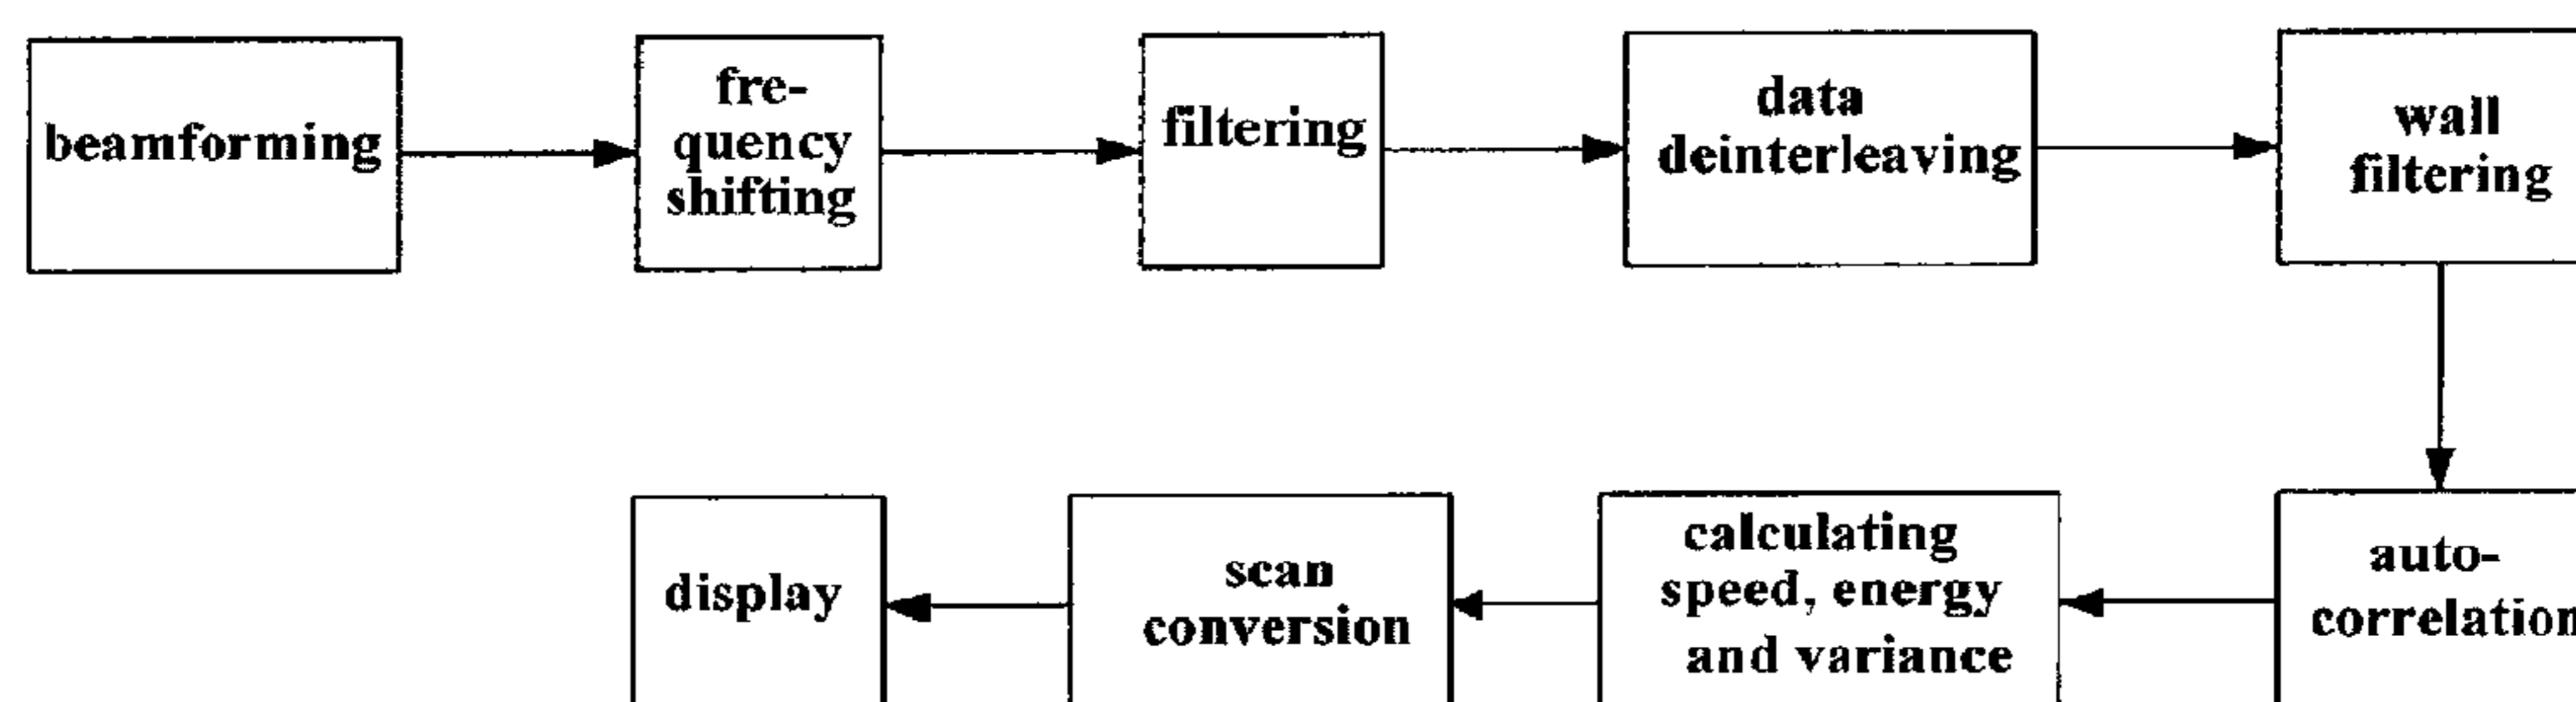 beamforming
fre-
quency
shifting
filtering
data
deinterleaving
wall
filtering
auto-
correlation
calculating
speed, energy
and variance
scan
conversion
display